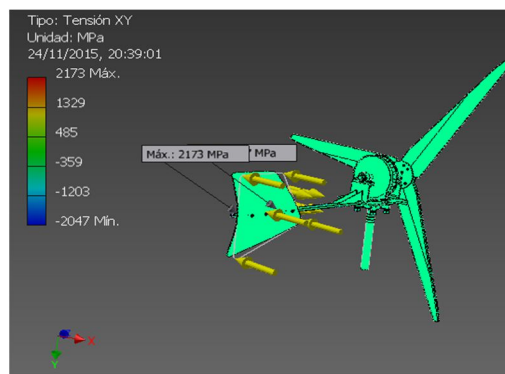 Tipo: Tensión XY
Unidad: MPa
24/11/2015, 20:39:01
2173 Máx.
1329
485
-359
-1203
-2047 Mín.
Máx.: 2173 MPa
MPa
X
Y